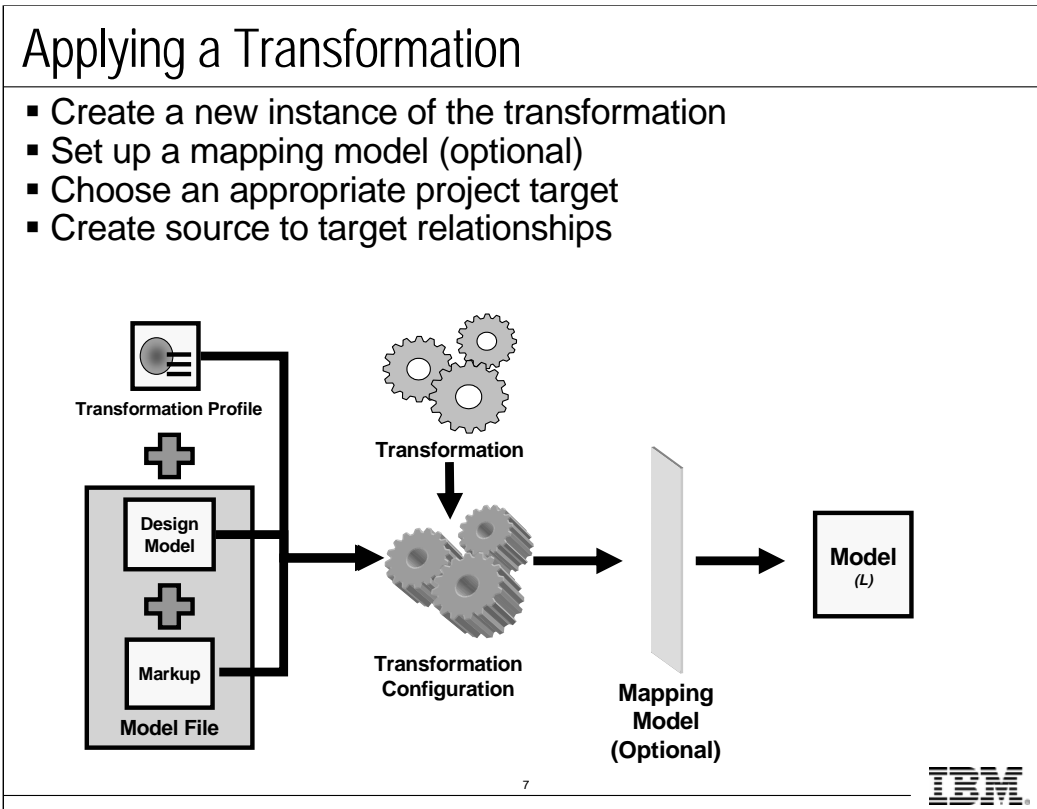 Applying a Transformation
▪ Create a new instance of the transformation
▪ Set up a mapping model (optional)
▪ Choose an appropriate project target
▪ Create source to target relationships
Transformation Profile
Transformation
Design
Model
Markup
Model File
Transformation
Configuration
Mapping
Model
(Optional)
Model
(L)
7
IBM.